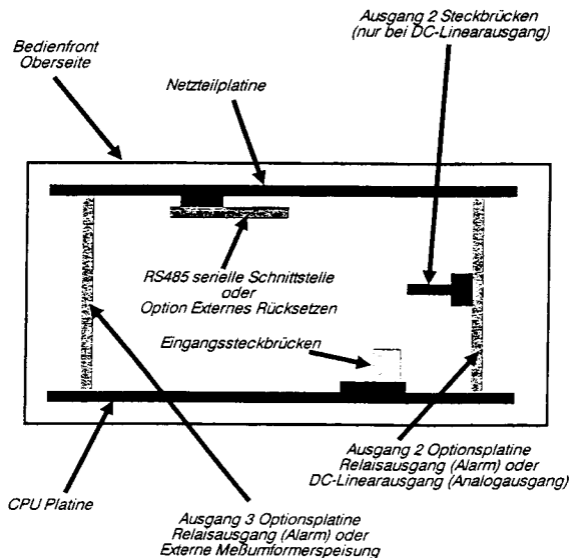 Ausgang 2 Steckbrücken
(nur bei DC-Linearausgang)
Bedienfront
Oberseite
Netzteilplatine
RS485 serielle Schnittstelle
oder
Option Externes Rücksetzen
Eingangssteckbrücken
Ausgang 2 Optionsplatine
Relaisausgang (Alarm) oder
DC-Linearausgang (Analogausgang)
CPU Platine
Ausgang 3 Optionsplatine
Relaisausgang (Alarm) oder
Externe Meßumformerspeisung